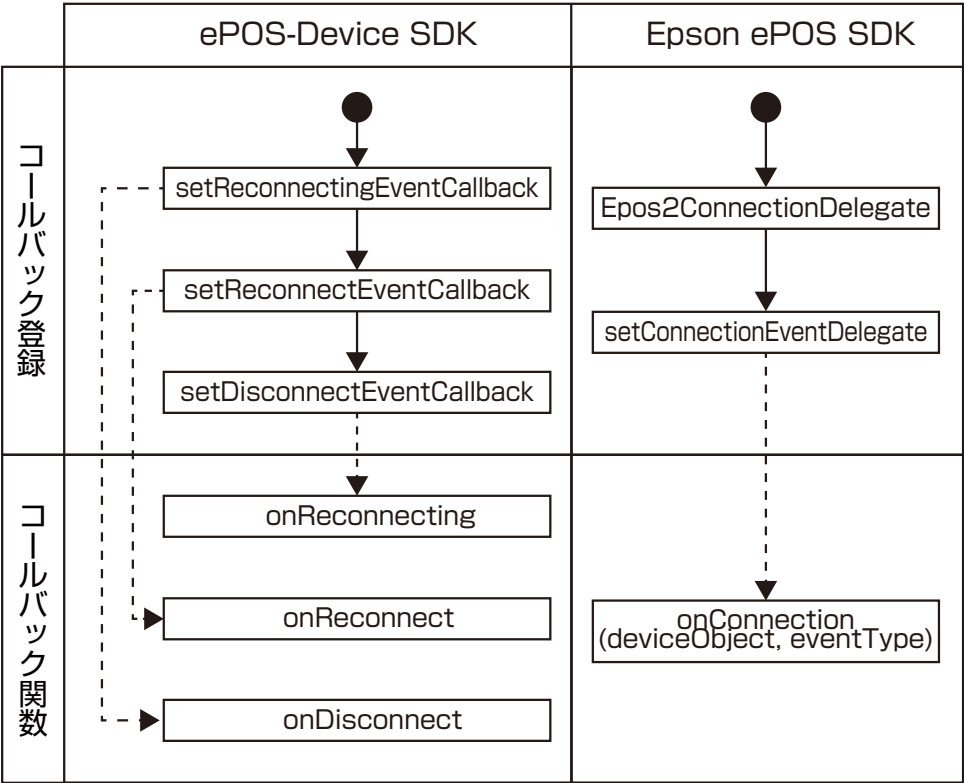 ePOS-Device SDK
Epson ePOS SDK
コールバック登録
setReconnectingEventCallback
setReconnectEventCallback
setDisconnectEventCallback
Epos2ConnectionDelegate
setConnectionEventDelegate
コールバック関数
onReconnecting
onReconnect
onDisconnect
onConnection
(deviceObject, eventType)